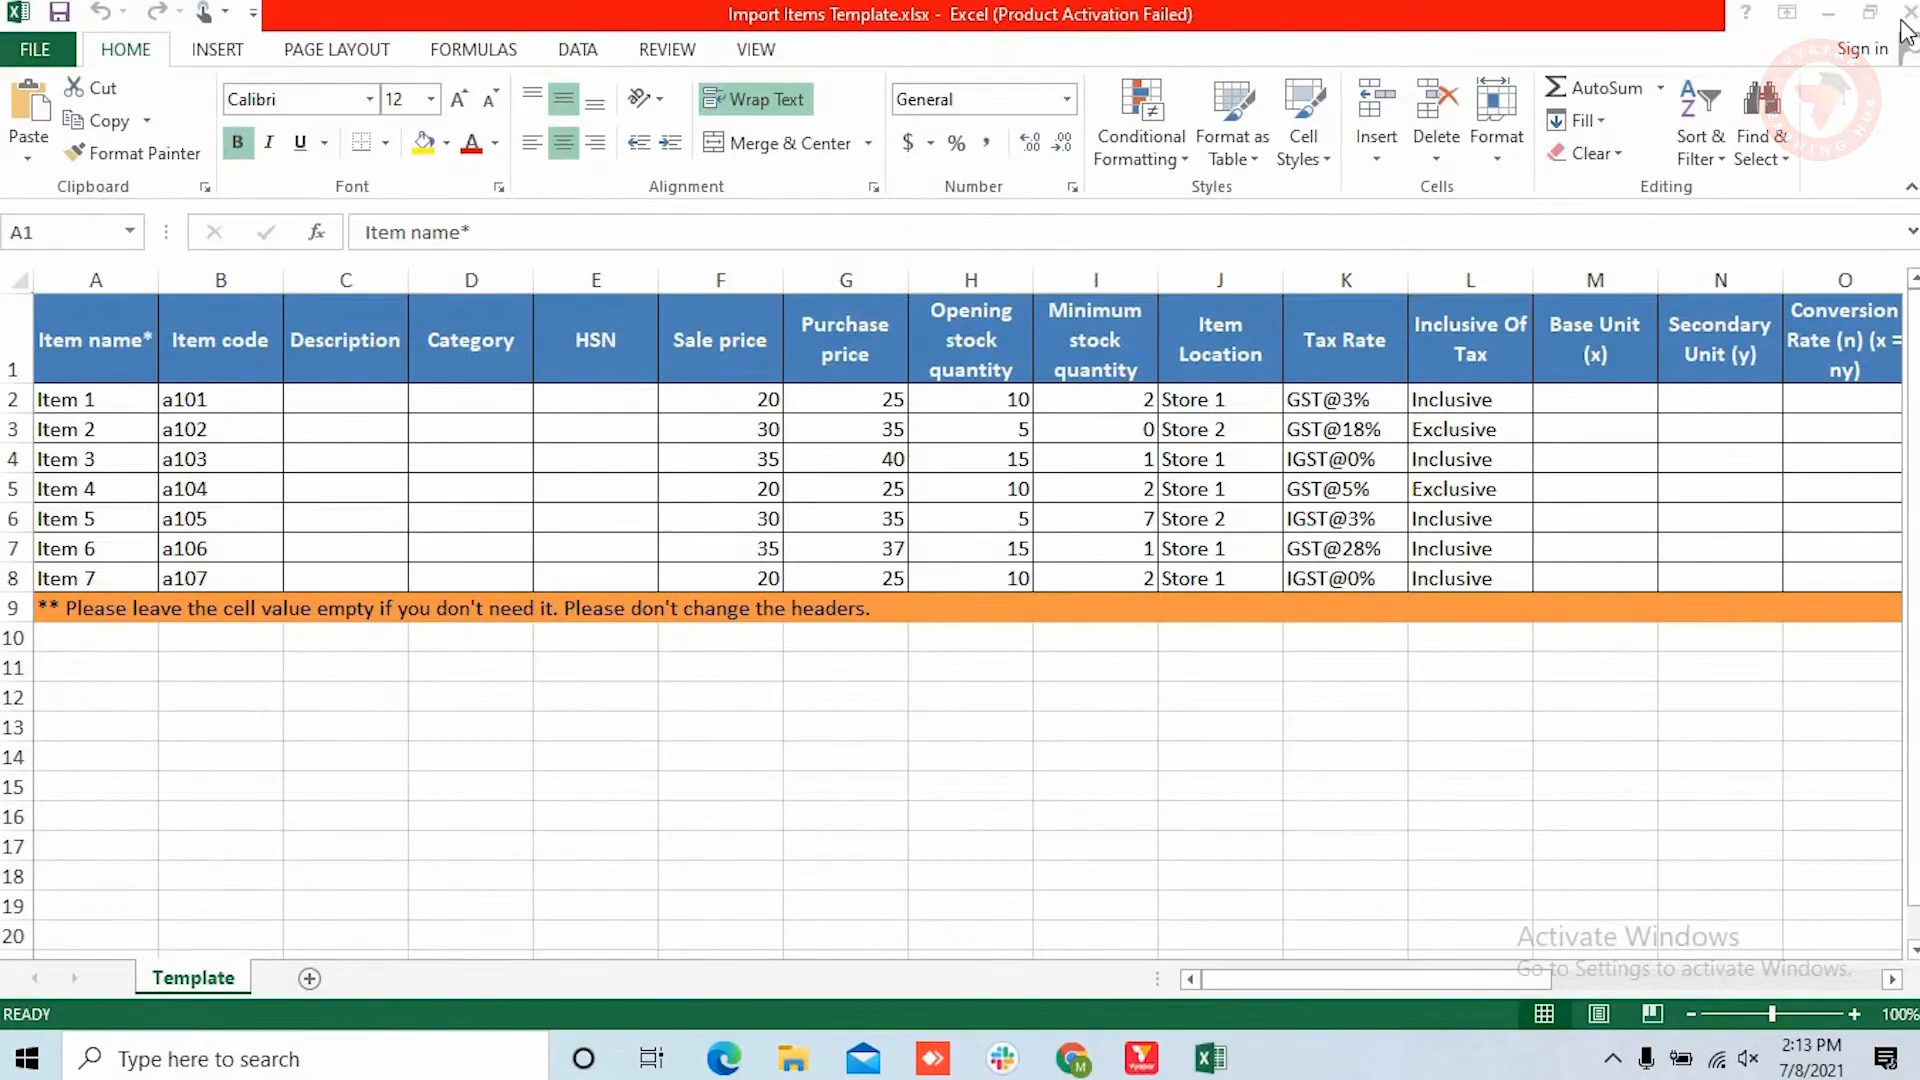 Import Items Template.xlsx - Excel (Product Activation Failed)
FILE HOME INSERT PAGE LAYOUT FORMULAS DATA REVIEW VIEW Sign in
Paste
Cut
Copy
Format Painter
Clipboard
Calibri 12
B I U
Font
Wrap Text
Merge & Center
Alignment
General
$ % ,
Number
Conditional
Formatting
Format as
Table
Cell
Styles
Styles
Insert Delete Format
Cells
AutoSum
Fill
Clear
Sort &
Filter
Find &
Select
Editing
A1 fx Item name*
A B C D E F G H I J K L M N O
1 Item name* Item code Description Category HSN Sale price Purchase price Opening stock quantity Minimum stock quantity Item Location Tax Rate Inclusive Of Tax Base Unit (x) Secondary Unit (y) Conversion Rate (n) (x = ny)
2 Item 1 a101 20 25 10 2 Store 1 GST@3% Inclusive
3 Item 2 a102 30 35 5 0 Store 2 GST@18% Exclusive
4 Item 3 a103 35 40 15 1 Store 1 IGST@0% Inclusive
5 Item 4 a104 20 25 10 2 Store 1 GST@5% Exclusive
6 Item 5 a105 30 35 5 7 Store 2 IGST@3% Inclusive
7 Item 6 a106 35 37 15 1 Store 1 GST@28% Inclusive
8 Item 7 a107 20 25 10 2 Store 1 IGST@0% Inclusive
9 ** Please leave the cell value empty if you don't need it. Please don't change the headers.
10
11
12
13
14
15
16
17
18
19
20
Activate Windows
Go to Settings to activate Windows.
Template
READY 100%
Type here to search
2:13 PM
7/8/2021